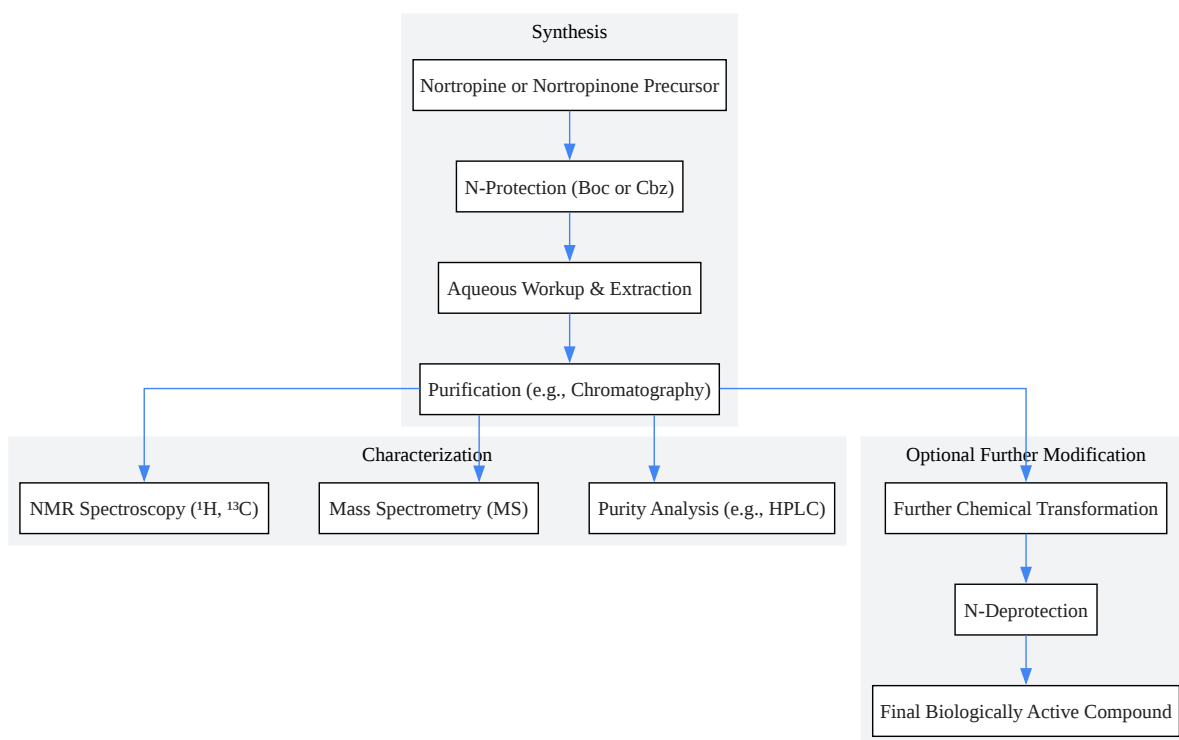 Synthesis
Nortropine or Nortropinone Precursor
N-Protection (Boc or Cbz)
Aqueous Workup & Extraction
Purification (e.g., Chromatography)
Characterization
NMR Spectroscopy (¹H, ¹³C)
Mass Spectrometry (MS)
Purity Analysis (e.g., HPLC)
Optional Further Modification
Further Chemical Transformation
N-Deprotection
Final Biologically Active Compound